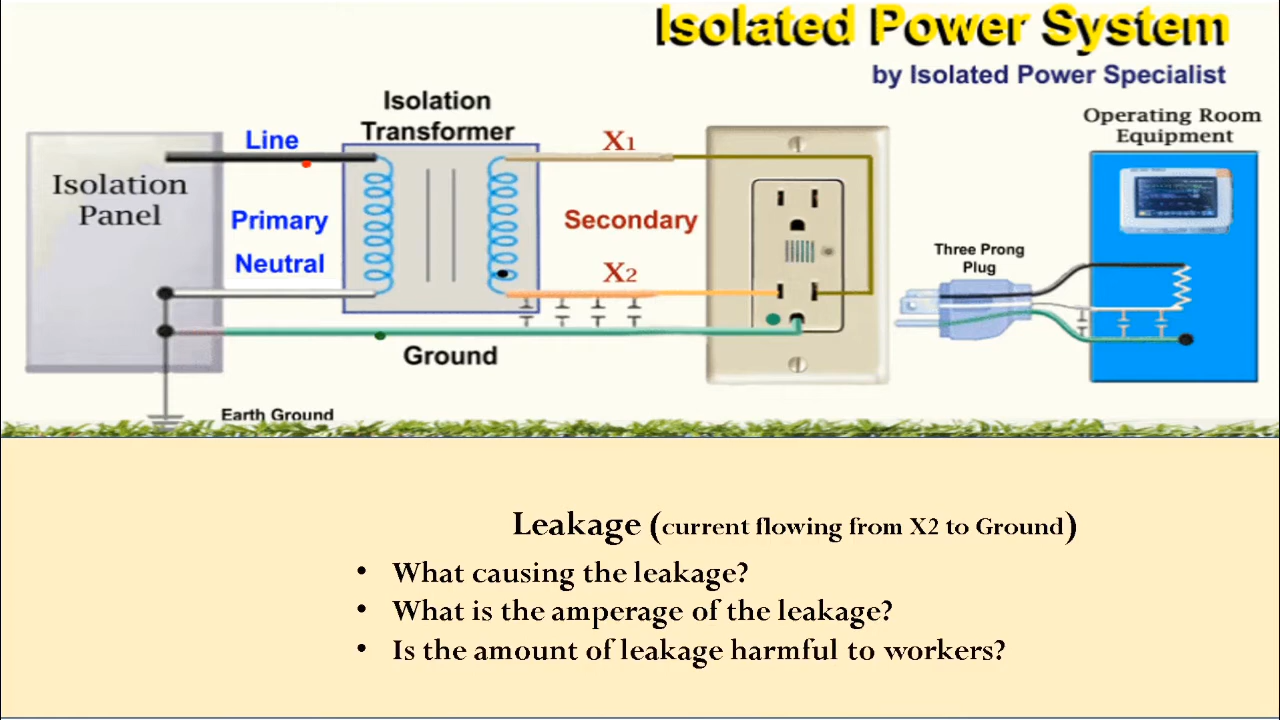 Isolated Power System
by Isolated Power Specialist
Isolation
Transformer
Operating Room
Equipment
Line
X1
Isolation
Panel
Primary
Secondary
Neutral
X2
Three Prong
Plug
Ground
Earth Ground
Leakage (current flowing from X2 to Ground)
• What causing the leakage?
• What is the amperage of the leakage?
• Is the amount of leakage harmful to workers?